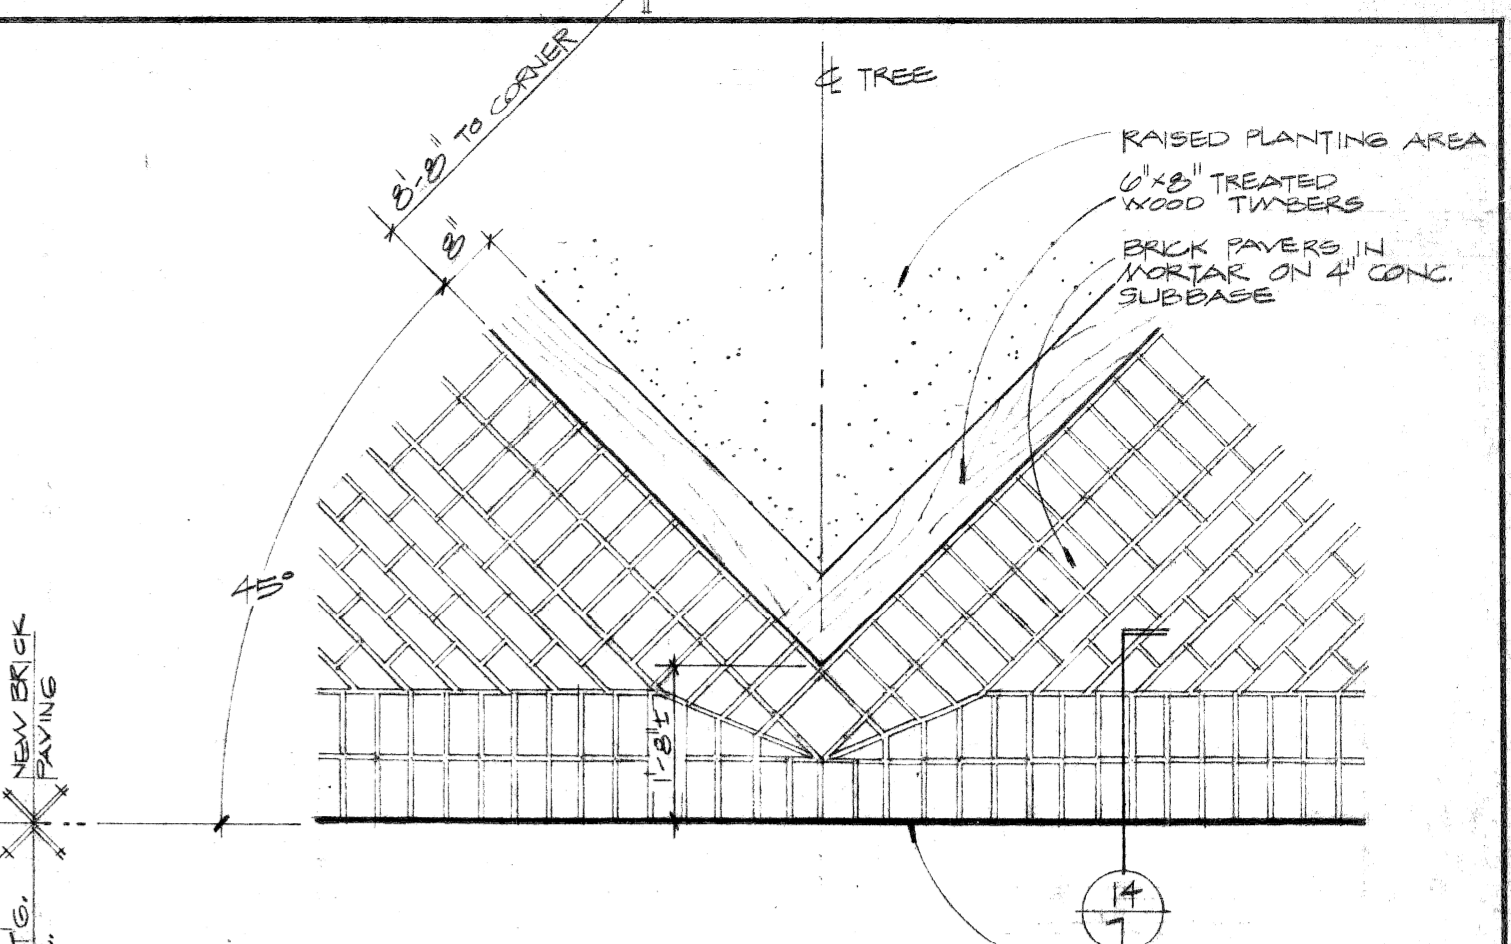 8'-8" TO CORNER
℄ TREE
RAISED PLANTING AREA
6"x8" TREATED
WOOD TIMBERS
BRICK PAVERS IN
MORTAR ON 4" CONC.
SUBBASE
8"
45°
NEW BRICK
PAVING
1'-8"±
14
7